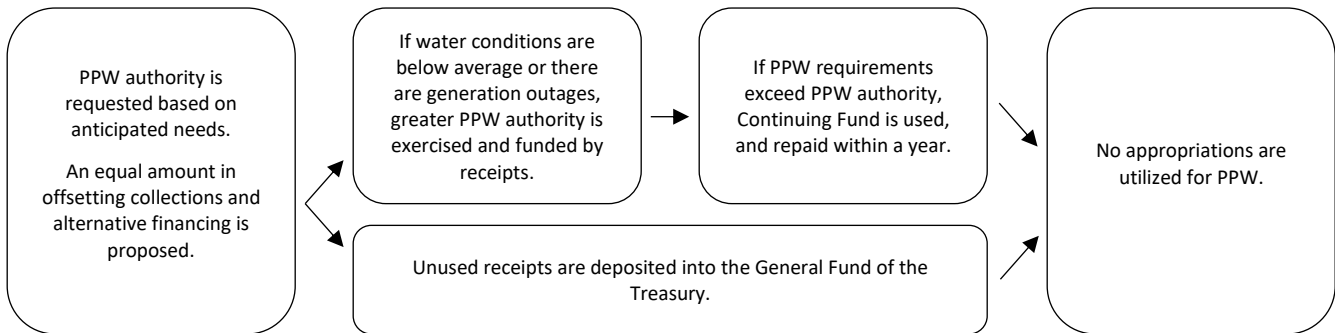 PPW authority is
requested based on
anticipated needs.
An equal amount in
offsetting collections and
alternative financing is
proposed.
If water conditions are
below average or there
are generation outages,
greater PPW authority is
exercised and funded by
receipts.
If PPW requirements
exceed PPW authority,
Continuing Fund is used,
and repaid within a year.
Unused receipts are deposited into the General Fund of the
Treasury.
No appropriations are
utilized for PPW.